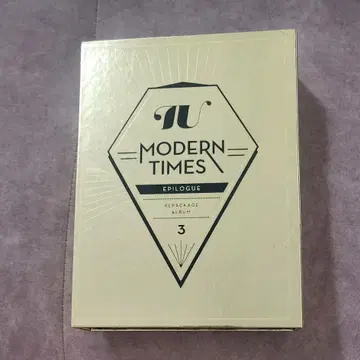 IU
MODERN
TIMES
EPILOGUE
REPACKAGE
ALBUM
3